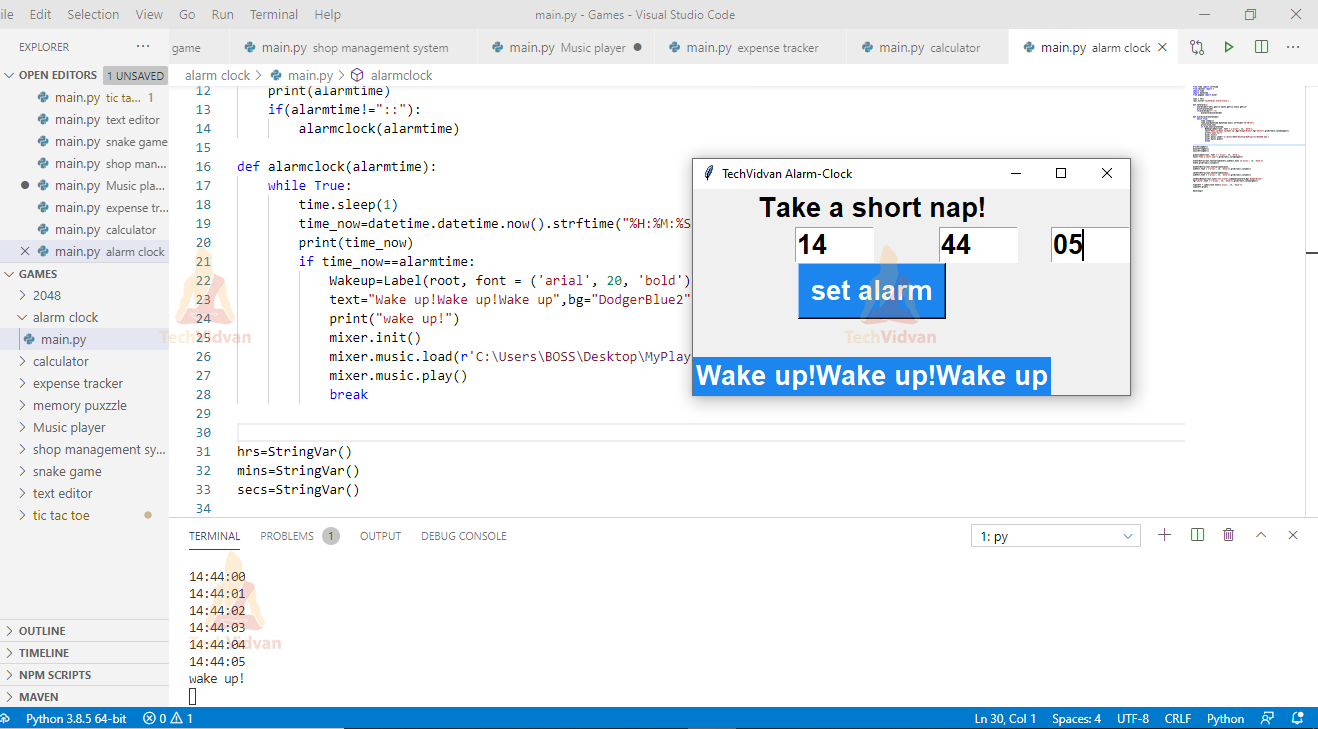 ile Edit Selection View Go Run Terminal Help main.py - Games - Visual Studio Code
EXPLORER
game main.py shop management system main.py Music player main.py expense tracker main.py calculator main.py alarm clock
OPEN EDITORS 1 UNSAVED
main.py tic ta... 1
main.py text editor
main.py snake game
main.py shop man...
main.py Music pla...
main.py expense tr...
main.py calculator
main.py alarm clock
GAMES
2048
alarm clock
main.py
calculator
expense tracker
memory puxzzle
Music player
shop management sy...
snake game
text editor
tic tac toe
OUTLINE
TIMELINE
NPM SCRIPTS
MAVEN
alarm clock > main.py > alarmclock
12 print(alarmtime)
13 if(alarmtime!="::"):
14 alarmclock(alarmtime)
15
16 def alarmclock(alarmtime):
17 while True:
18 time.sleep(1)
19 time_now=datetime.datetime.now().strftime("%H:%M:%S
20 print(time_now)
21 if time_now==alarmtime:
22 Wakeup=Label(root, font = ('arial', 20, 'bold')
23 text="Wake up!Wake up!Wake up",bg="DodgerBlue2"
24 print("wake up!")
25 mixer.init()
26 mixer.music.load(r'C:\Users\BOSS\Desktop\MyPlay
27 mixer.music.play()
28 break
29
30
31 hrs=StringVar()
32 mins=StringVar()
33 secs=StringVar()
34
TechVidvan Alarm-Clock
Take a short nap!
14 44 05
set alarm
Wake up!Wake up!Wake up
TechVidvan
TechVidvan
TERMINAL PROBLEMS 1 OUTPUT DEBUG CONSOLE 1: py
14:44:00
14:44:01
14:44:02
14:44:03
14:44:04
14:44:05
wake up!
TechVidvan
Python 3.8.5 64-bit 0 1 Ln 30, Col 1 Spaces: 4 UTF-8 CRLF Python